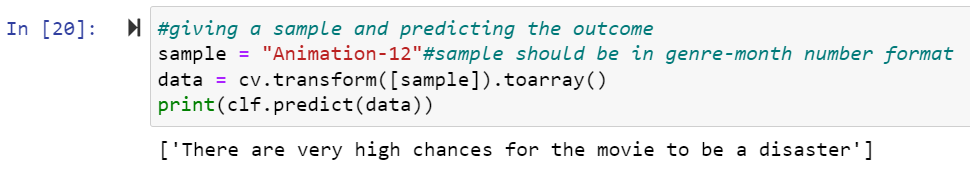 In [20]:
#giving a sample and predicting the outcome
sample = "Animation-12"#sample should be in genre-month number format
data = cv.transform([sample]).toarray()
print(clf.predict(data))
['There are very high chances for the movie to be a disaster']